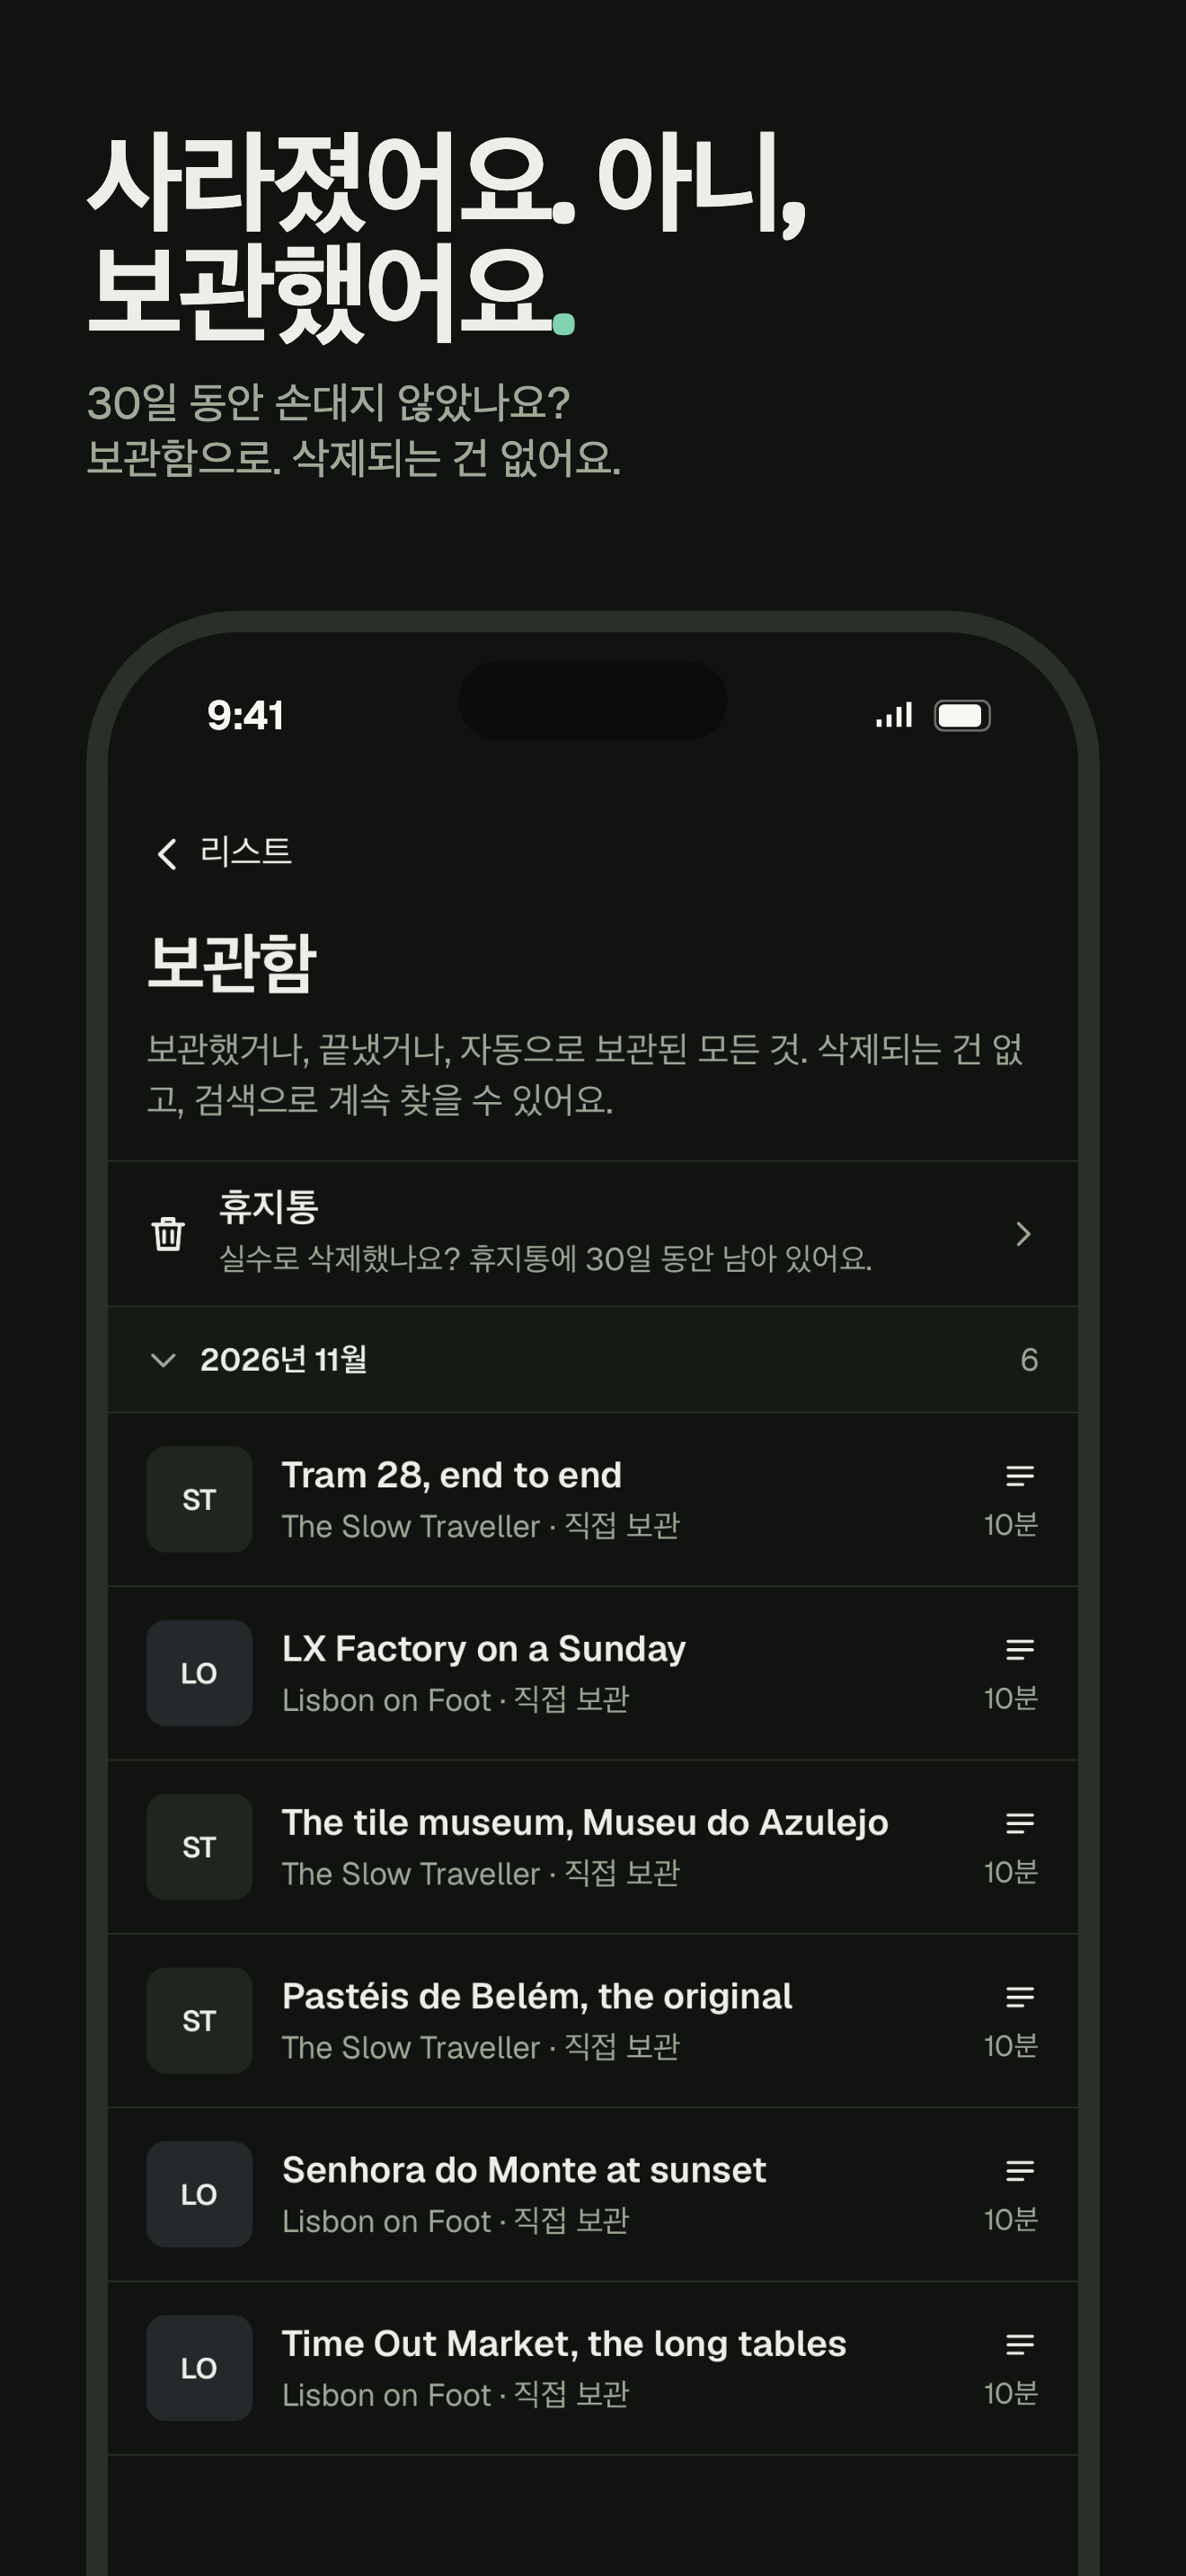 사라졌어요. 아니,
보관했어요.
30일 동안 손대지 않았나요?
보관함으로. 삭제되는 건 없어요.
9:41
리스트
보관함
보관했거나, 끝냈거나, 자동으로 보관된 모든 것. 삭제되는 건 없
고, 검색으로 계속 찾을 수 있어요.
휴지통
실수로 삭제했나요? 휴지통에 30일 동안 남아 있어요.
2026년 11월 6
ST
Tram 28, end to end
The Slow Traveller · 직접 보관
10분
LO
LX Factory on a Sunday
Lisbon on Foot · 직접 보관
10분
ST
The tile museum, Museu do Azulejo
The Slow Traveller · 직접 보관
10분
ST
Pastéis de Belém, the original
The Slow Traveller · 직접 보관
10분
LO
Senhora do Monte at sunset
Lisbon on Foot · 직접 보관
10분
LO
Time Out Market, the long tables
Lisbon on Foot · 직접 보관
10분